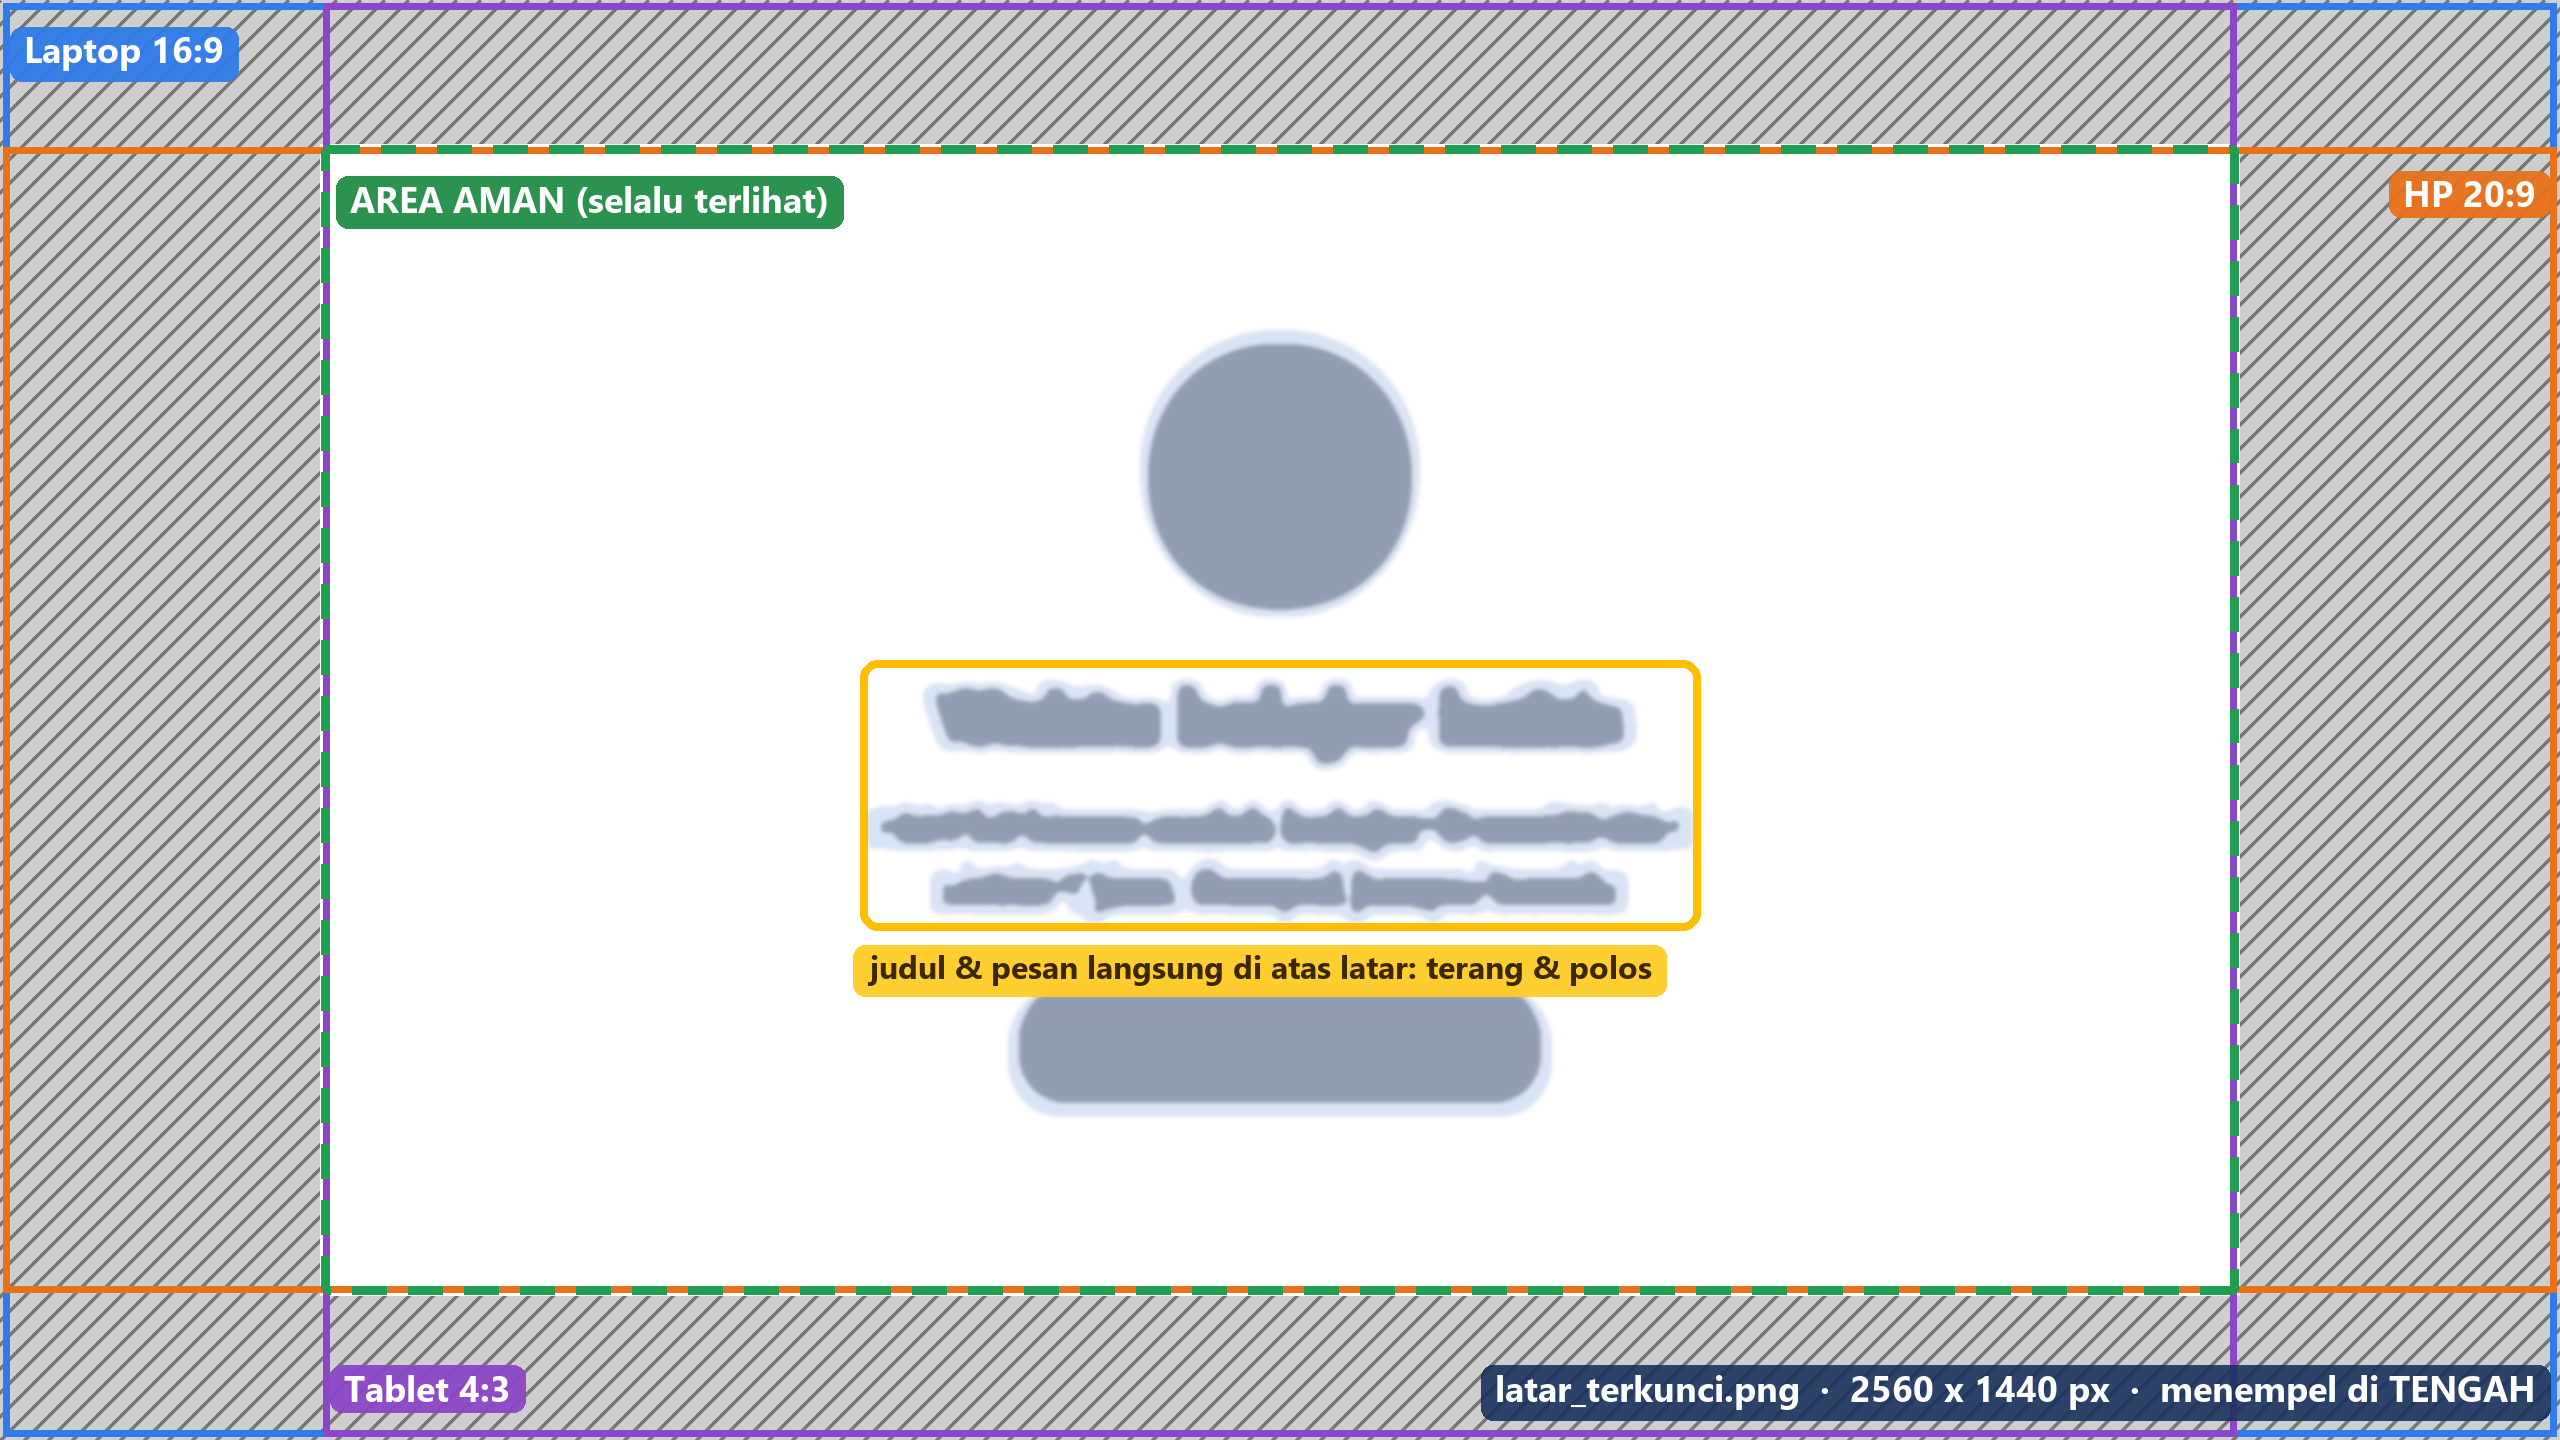 Laptop 16:9
AREA AMAN (selalu terlihat)
HP 20:9
judul & pesan langsung di atas latar: terang & polos
Tablet 4:3
latar_terkunci.png · 2560 x 1440 px · menempel di TENGAH